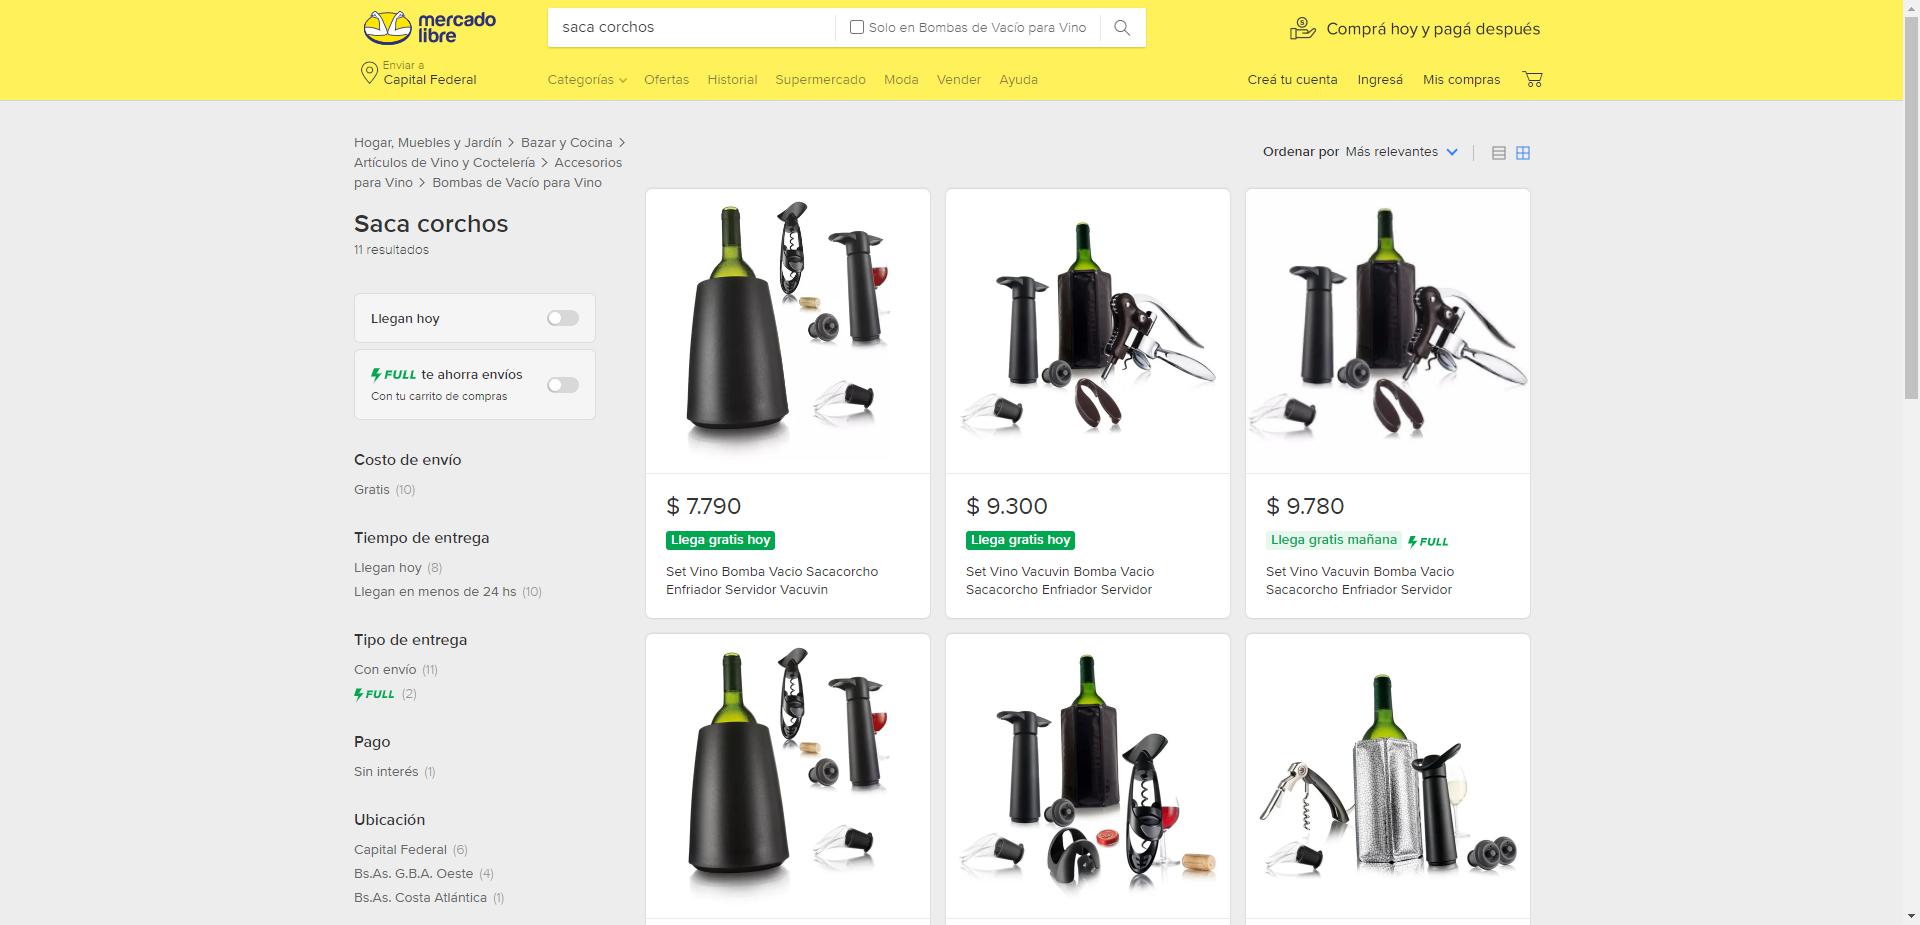 mercado
libre
saca corchos
Solo en Bombas de Vacío para Vino
Comprá hoy y pagá después
Enviar a
Capital Federal
Categorías
Ofertas
Historial
Supermercado
Moda
Vender
Ayuda
Creá tu cuenta
Ingresá
Mis compras
Hogar, Muebles y Jardín > Bazar y Cocina >
Artículos de Vino y Coctelería > Accesorios
para Vino > Bombas de Vacío para Vino
Saca corchos
11 resultados
Ordenar por Más relevantes
Llegan hoy
FULL te ahorra envíos
Con tu carrito de compras
Costo de envío
Gratis (10)
Tiempo de entrega
Llegan hoy (8)
Llegan en menos de 24 hs (10)
Tipo de entrega
Con envío (11)
FULL (2)
Pago
Sin interés (1)
Ubicación
Capital Federal (6)
Bs.As. G.B.A. Oeste (4)
Bs.As. Costa Atlántica (1)
$ 7.790
Llega gratis hoy
Set Vino Bomba Vacio Sacacorcho
Enfriador Servidor Vacuvin
$ 9.300
Llega gratis hoy
Set Vino Vacuvin Bomba Vacio
Sacacorcho Enfriador Servidor
$ 9.780
Llega gratis mañana FULL
Set Vino Vacuvin Bomba Vacio
Sacacorcho Enfriador Servidor